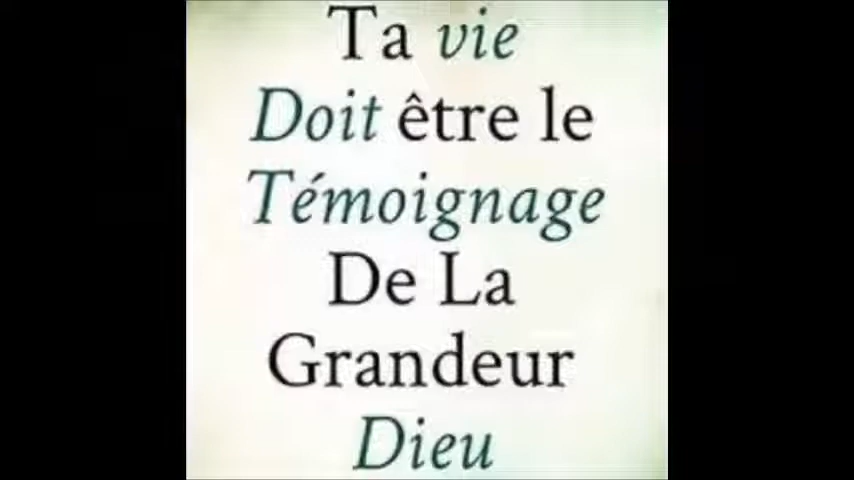 Ta vie
Doit être le
Témoignage
De La
Grandeur
Dieu